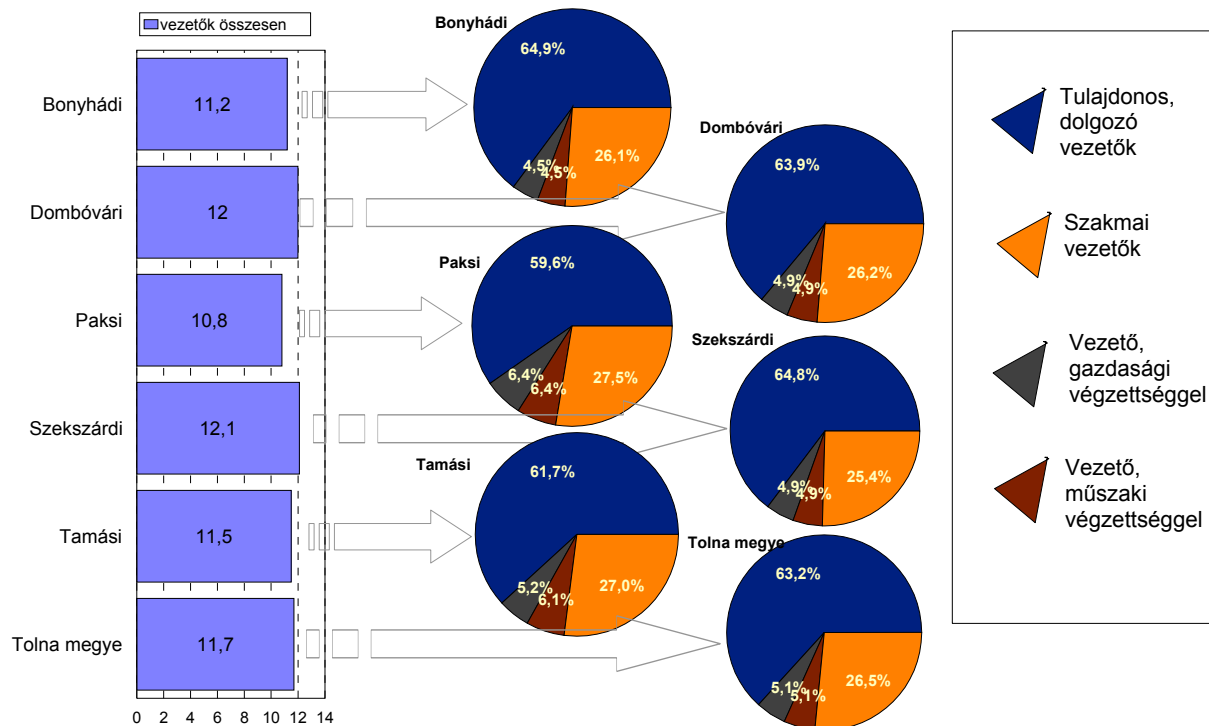 vezetők összesen
Bonyhádi
11,2
Dombóvári
12
Paksi
10,8
Szekszárdi
12,1
Tamási
11,5
Tolna megye
11,7
0 2 4 6 8 10 12 14
Bonyhádi
64,9%
4,5%
4,5%
26,1%
Dombóvári
63,9%
4,9%
4,9%
26,2%
Paksi
59,6%
6,4%
6,4%
27,5%
Szekszárdi
64,8%
4,9%
4,9%
25,4%
Tamási
61,7%
5,2%
6,1%
27,0%
Tolna megye
63,2%
5,1%
5,1%
26,5%
Tulajdonos,
dolgozó
vezetők
Szakmai
vezetők
Vezető,
gazdasági
végzettséggel
Vezető,
műszaki
végzettséggel